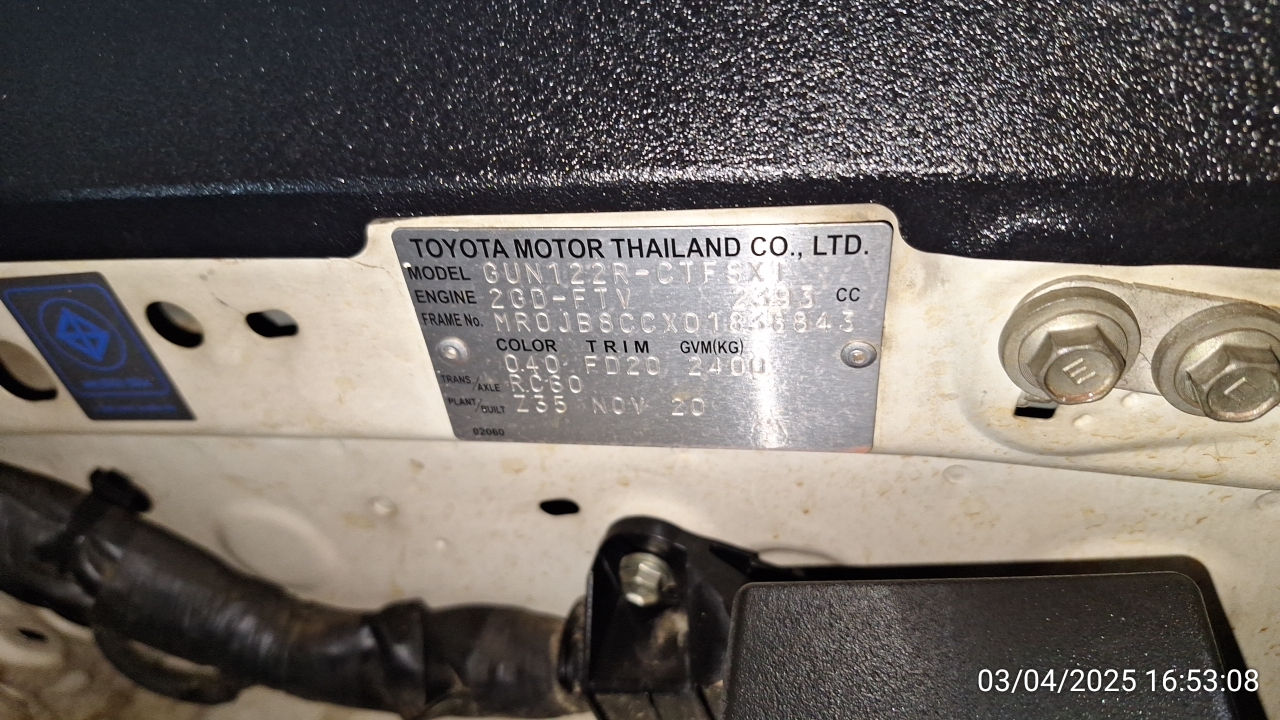 TOYOTA MOTOR THAILAND CO., LTD.
MODEL GUN122R-CTFSXT
ENGINE 2GD-FTV 2393 CC
FRAME No.
COLOR TRIM GVM(KG)
040 FD20 2400
TRANS/AXLE RC60
PLANT/BUILT Z35 NOV 20
02060
03/04/2025 16:53:08